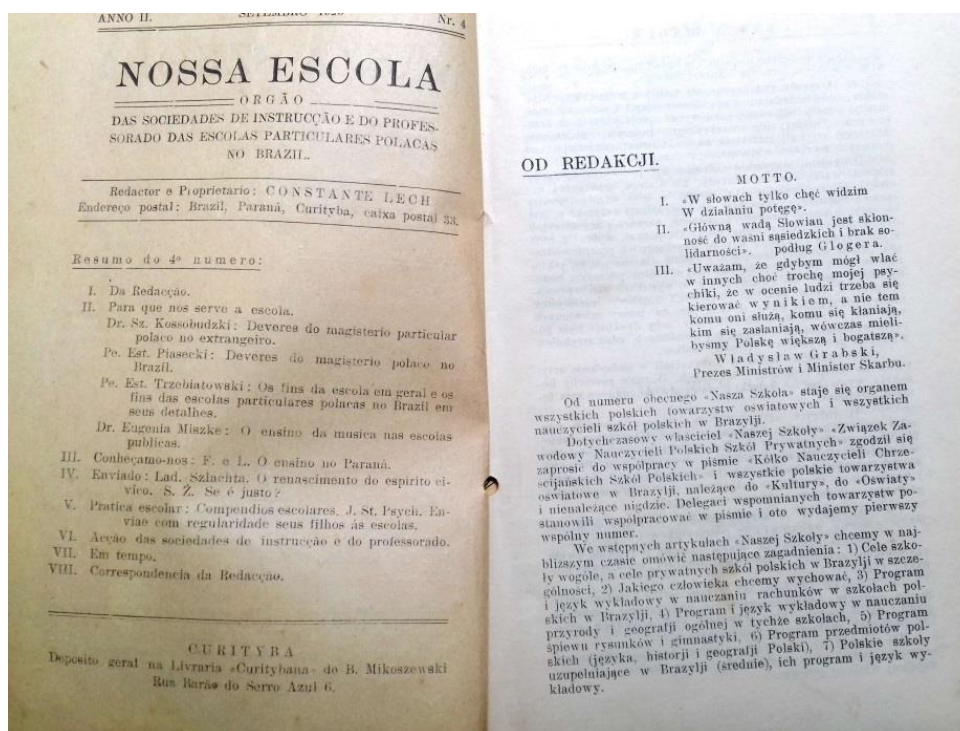 ANNO II.
SETEMBRO
Nr. 4
NOSSA ESCOLA
ORGÃO
DAS SOCIEDADES DE INSTRUCÇÃO E DO PROFES-
SORADO DAS ESCOLAS PARTICULARES POLACAS
NO BRAZIL.
Redactor e Proprietario: CONSTANTE LECH
Endereço postal: Brazil, Paraná, Curityba, caixa postal 33.
Resumo do 4º numero:
I. Da Redacção.
II. Para que nos serve a escola.
Dr. Sz. Kossobudzki: Deveres do magisterio particular
polaco no extrangeiro.
Pe. Est. Piasecki: Deveres do magisterio polaco no
Brazil.
Pe. Est. Trzebiatowski: Os fins da escola em geral e os
fins das escolas particulares polacas no Brazil em
seus detalhes.
Dr. Eugenia Miszke: O ensino da musica nas escolas
publicas.
III. Conheçamo-nos: F. e L. O ensino no Paraná.
IV. Enviado: Lad. Szlachta. O renascimento do espirito ci-
vico. S. Ż. Se é justo?
V. Pratica escolar: Compendios escolares. J. St. Psych. En-
viae com regularidade seus filhos ás escolas.
VI. Acção das sociedades de instrucção e do professorado.
VII. Em tempo.
VIII. Correspondencia da Redacção.
CURITYBA
Deposito geral na Livraria «Curitybana» de B. Mikoszewski
Rua Barão do Serro Azul 6.
OD REDAKCJI.
MOTTO.
I. «W słowach tylko chęć widzim
W działaniu potęgę».
II. «Główną wadą Słowian jest skłon-
ność do waśni sąsiedzkich i brak so-
lidarności». podług Glogera.
III. «Uważam, że gdybym mógł wlać
w innych choć trochę mojej psy-
chiki, że w ocenie ludzi trzeba się
kierować wynikiem, a nie tem
komu oni służą, komu się kłaniają,
kim się zasłaniają, wówczas mieli-
byśmy Polskę większą i bogatszą».
Władysław Grabski,
Prezes Ministrów i Minister Skarbu.
Od numeru obecnego «Nasza Szkoła» staje się organem
wszystkich polskich towarzystw oświatowych i wszystkich
nauczycieli szkół polskich w Brazylji.
Dotychczasowy właściciel «Naszej Szkoły» «Związek Za-
wodowy Nauczycieli Polskich Szkół Prywatnych» zgodził się
zaprosić do współpracy w piśmie «Kółko Nauczycieli Chrze-
ścijańskich Szkół Polskich» i wszystkie polskie towarzystwa
oświatowe w Brazylji, należące do «Kultury», do «Oświaty»
i nienależące nigdzie. Delegaci wspomnianych towarzystw po-
stanowili współpracować w piśmie i oto wydajemy pierwszy
wspólny numer.
We wstępnych artykułach «Naszej Szkoły» chcemy w naj-
bliższym czasie omówić następujące zagadnienia: 1) Cele szko-
ły wogóle, a cele prywatnych szkół polskich w Brazylji w szcze-
gólności, 2) Jakiego człowieka chcemy wychować, 3) Program
i język wykładowy w nauczaniu rachunków w szkołach pol-
skich w Brazylji, 4) Program i język wykładowy w nauczaniu
przyrody i geografji ogólnej w tychże szkołach, 5) Program
śpiewu rysunków i gimnastyki, 6) Program przedmiotów pol-
skich (języka, historji i geografji Polski), 7) Polskie szkoły
uzupełniające w Brazylji (średnie), ich program i język wy-
kładowy.